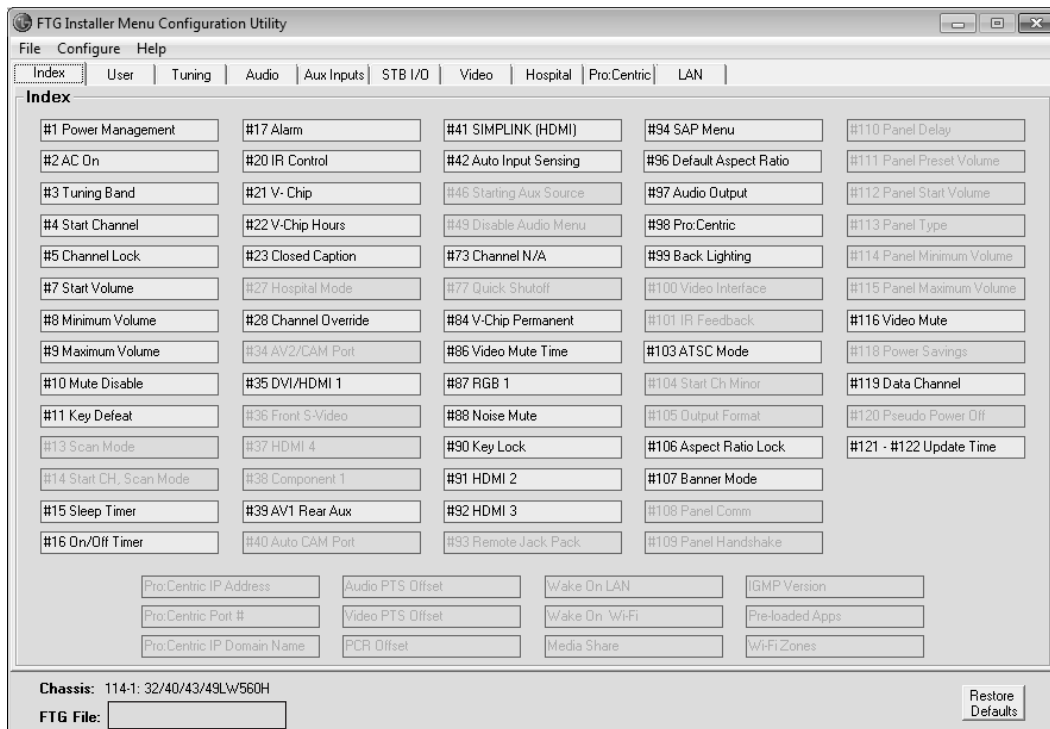 FTG Installer Menu Configuration Utility
File Configure Help
Index User Tuning Audio Aux Inputs STB I/O Video Hospital Pro:Centric LAN
Index
#1 Power Management #17 Alarm #41 SIMPLINK (HDMI) #94 SAP Menu #110 Panel Delay
#2 AC On #20 IR Control #42 Auto Input Sensing #96 Default Aspect Ratio #111 Panel Preset Volume
#3 Tuning Band #21 V- Chip #46 Starting Aux Source #97 Audio Output #112 Panel Start Volume
#4 Start Channel #22 V-Chip Hours #49 Disable Audio Menu #98 Pro:Centric #113 Panel Type
#5 Channel Lock #23 Closed Caption #73 Channel N/A #99 Back Lighting #114 Panel Minimum Volume
#7 Start Volume #27 Hospital Mode #77 Quick Shutoff #100 Video Interface #115 Panel Maximum Volume
#8 Minimum Volume #28 Channel Override #84 V-Chip Permanent #101 IR Feedback #116 Video Mute
#9 Maximum Volume #34 AV2/CAM Port #86 Video Mute Time #103 ATSC Mode #118 Power Savings
#10 Mute Disable #35 DVI/HDMI 1 #87 RGB 1 #104 Start Ch Minor #119 Data Channel
#11 Key Defeat #36 Front S-Video #88 Noise Mute #105 Output Format #120 Pseudo Power Off
#13 Scan Mode #37 HDMI 4 #90 Key Lock #106 Aspect Ratio Lock #121 - #122 Update Time
#14 Start CH, Scan Mode #38 Component 1 #91 HDMI 2 #107 Banner Mode
#15 Sleep Timer #39 AV1 Rear Aux #92 HDMI 3 #108 Panel Comm
#16 On/Off Timer #40 Auto CAM Port #93 Remote Jack Pack #109 Panel Handshake
Pro:Centric IP Address Audio PTS Offset Wake On LAN IGMP Version
Pro:Centric Port # Video PTS Offset Wake On Wi-Fi Pre-loaded Apps
Pro:Centric IP Domain Name PCR Offset Media Share Wi-Fi Zones
Chassis: 114-1: 32/40/43/49LW560H
FTG File:
Restore
Defaults